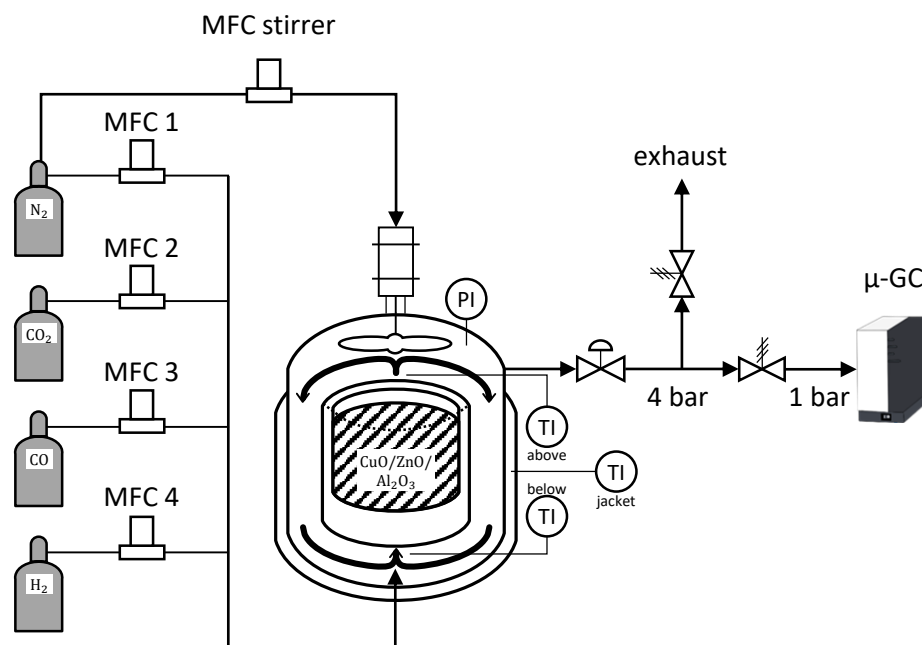 MFC stirrer
MFC 1
exhaust
N₂
MFC 2
μ-GC
PI
CO₂
MFC 3
4 bar
1 bar
TI
above
CO
CuO/ZnO/
Al₂O₃
TI
jacket
below
TI
MFC 4
H₂